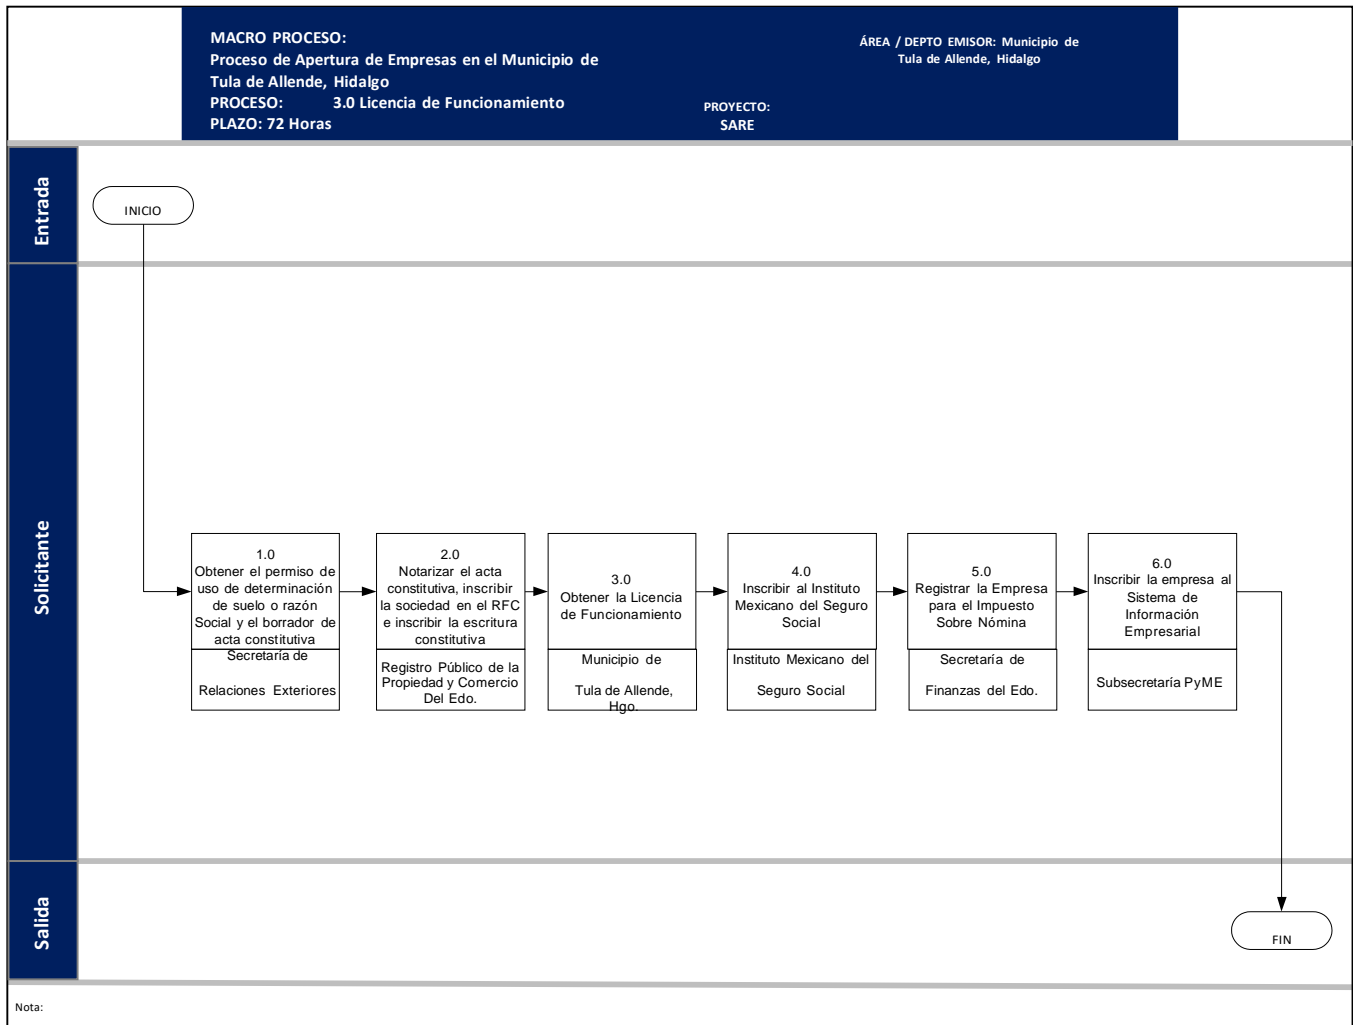 MACRO PROCESO:
Proceso de Apertura de Empresas en el Municipio de
Tula de Allende, Hidalgo
PROCESO: 3.0 Licencia de Funcionamiento
PLAZO: 72 Horas
PROYECTO:
SARE
ÁREA / DEPTO EMISOR: Municipio de
Tula de Allende, Hidalgo
Entrada
INICIO
Solicitante
1.0
Obtener el permiso de
uso de determinación
de suelo o razón
Social y el borrador de
acta constitutiva
Secretaría de
Relaciones Exteriores
2.0
Notarizar el acta
constitutiva, inscribir
la sociedad en el RFC
e inscribir la escritura
constitutiva
Registro Público de la
Propiedad y Comercio
Del Edo.
3.0
Obtener la Licencia
de Funcionamiento
Municipio de
Tula de Allende,
Hgo.
4.0
Inscribir al Instituto
Mexicano del Seguro
Social
Instituto Mexicano del
Seguro Social
5.0
Registrar la Empresa
para el Impuesto
Sobre Nómina
Secretaría de
Finanzas del Edo.
6.0
Inscribir la empresa al
Sistema de
Información
Empresarial
Subsecretaría PyME
Salida
FIN
Nota: